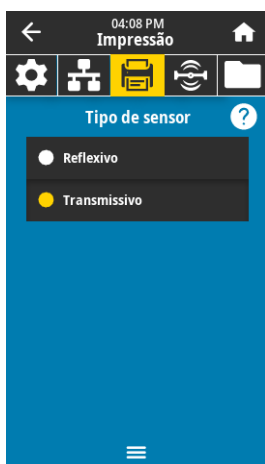 04:08 PM
Impressão
Tipo de sensor
?
Reflexivo
Transmissivo